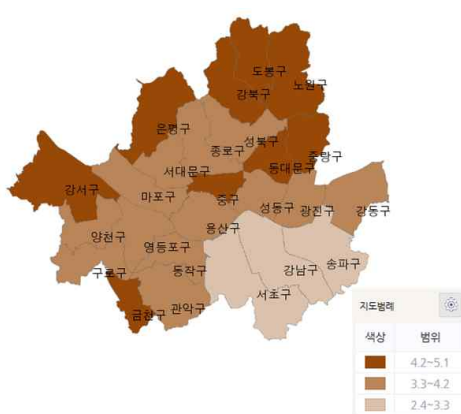 도봉구
노원구
강북구
은평구
성북구
종로구
중랑구
동대문구
서대문구
강서구
마포구
중구
성동구
광진구
강동구
용산구
양천구
영등포구
송파구
강남구
동작구
구로구
서초구
관악구
금천구
지도범례
색상 범위
4.2~5.1
3.3~4.2
2.4~3.3